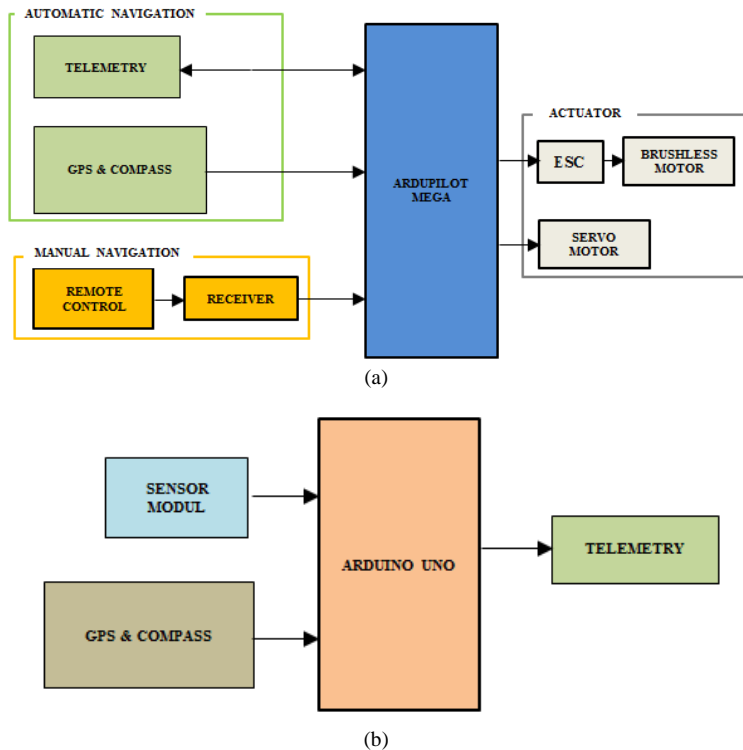 AUTOMATIC NAVIGATION
TELEMETRY
GPS & COMPASS
MANUAL NAVIGATION
REMOTE
CONTROL
RECEIVER
ARDUPILOT
MEGA
ACTUATOR
ESC
BRUSHLESS
MOTOR
SERVO
MOTOR
(a)
SENSOR
MODUL
GPS & COMPASS
ARDUINO UNO
TELEMETRY
(b)